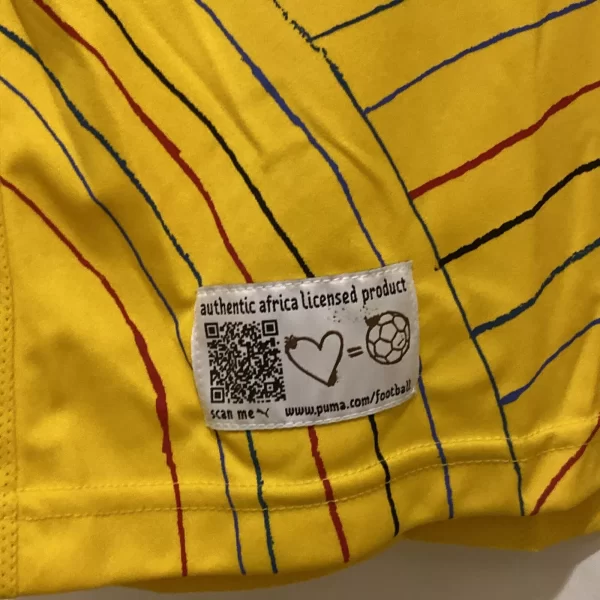 authentic africa licensed product
=
scan me
www.puma.com/football